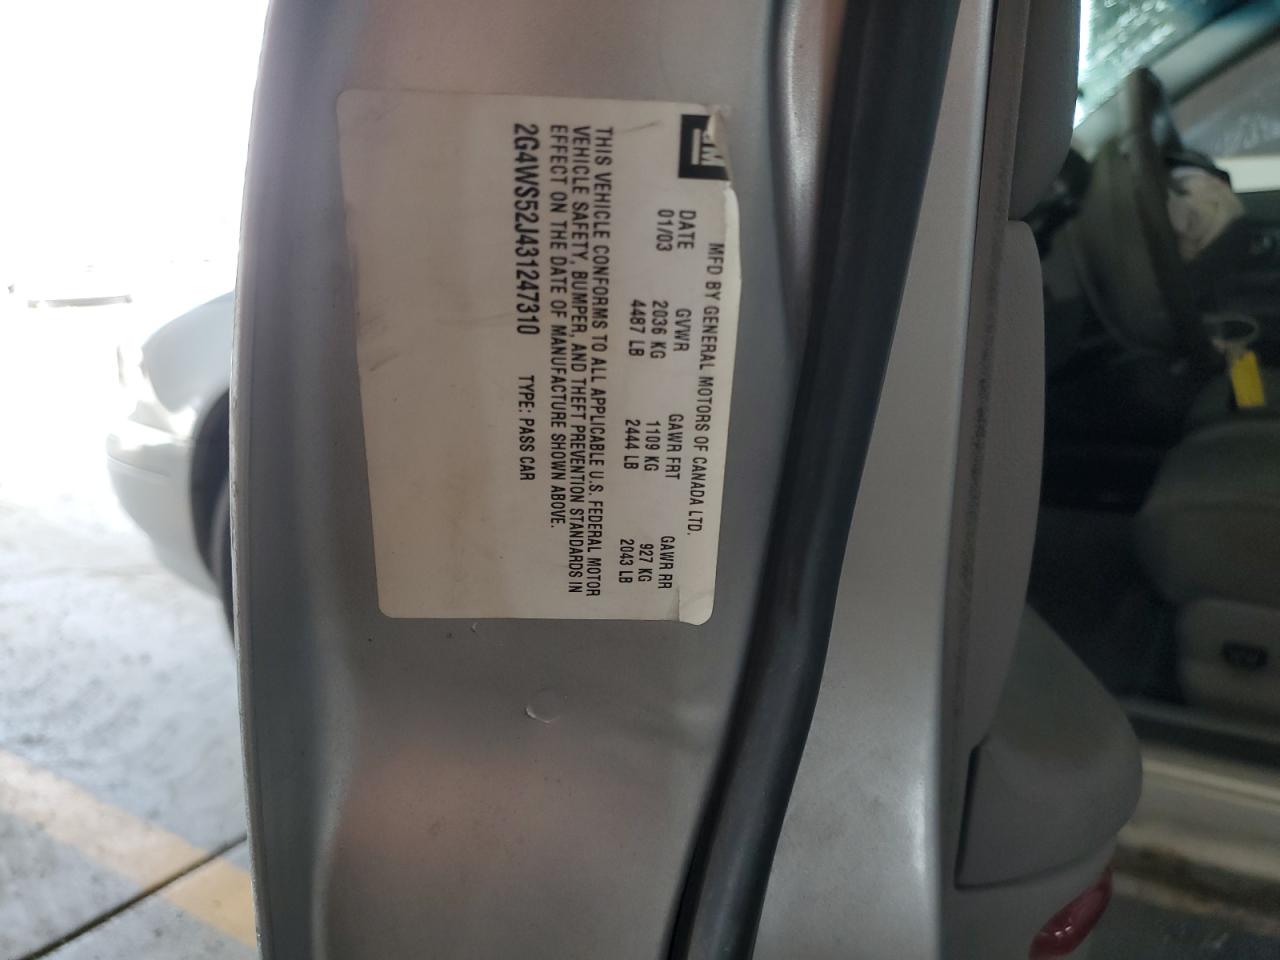 GM
MFD BY GENERAL MOTORS OF CANADA LTD.
DATE GVWR GAWR FRT GAWR RR
01/03 2036 KG 1109 KG 927 KG
4487 LB 2444 LB 2043 LB
THIS VEHICLE CONFORMS TO ALL APPLICABLE U.S. FEDERAL MOTOR
VEHICLE SAFETY, BUMPER, AND THEFT PREVENTION STANDARDS IN
EFFECT ON THE DATE OF MANUFACTURE SHOWN ABOVE.
2G4WS52J431247310 TYPE: PASS CAR